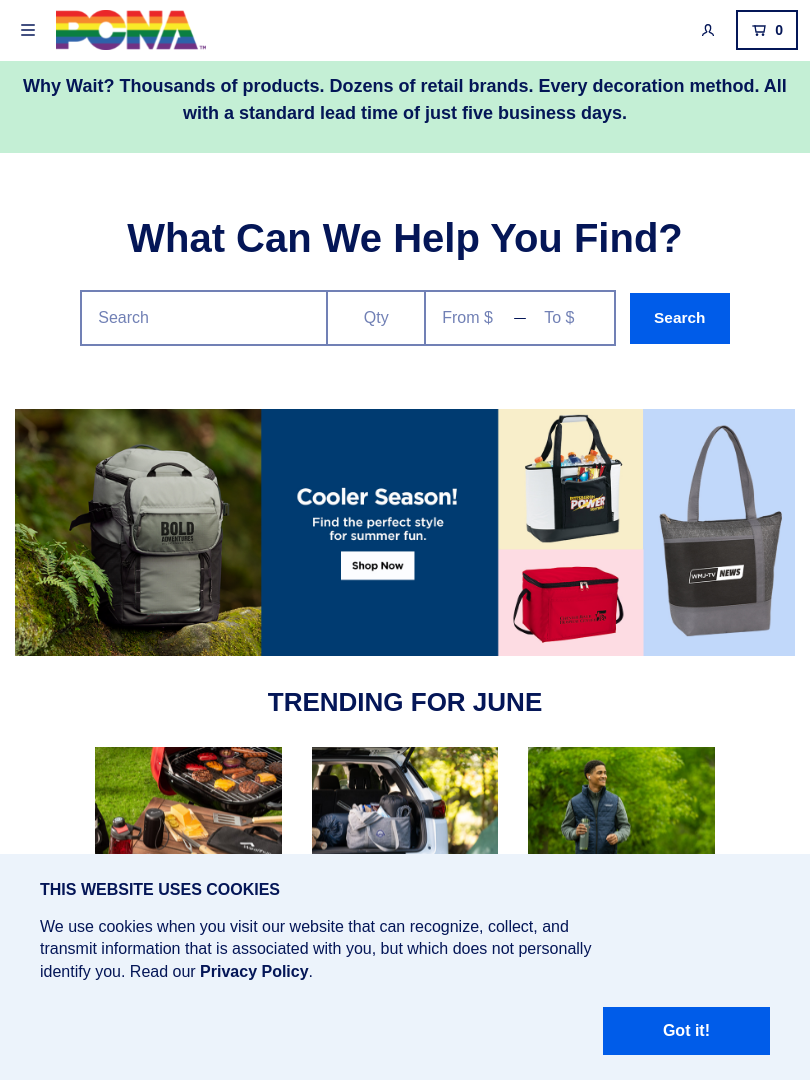 PCNA™
0
Why Wait? Thousands of products. Dozens of retail brands. Every decoration method. All
with a standard lead time of just five business days.
What Can We Help You Find?
Search
Qty
From $
—
To $
Search
BOLD
ADVENTURES
Cooler Season!
Find the perfect style
for summer fun.
Shop Now
POWER
WMJ-TV NEWS
TRENDING FOR JUNE
THIS WEBSITE USES COOKIES
We use cookies when you visit our website that can recognize, collect, and
transmit information that is associated with you, but which does not personally
identify you. Read our Privacy Policy.
Got it!